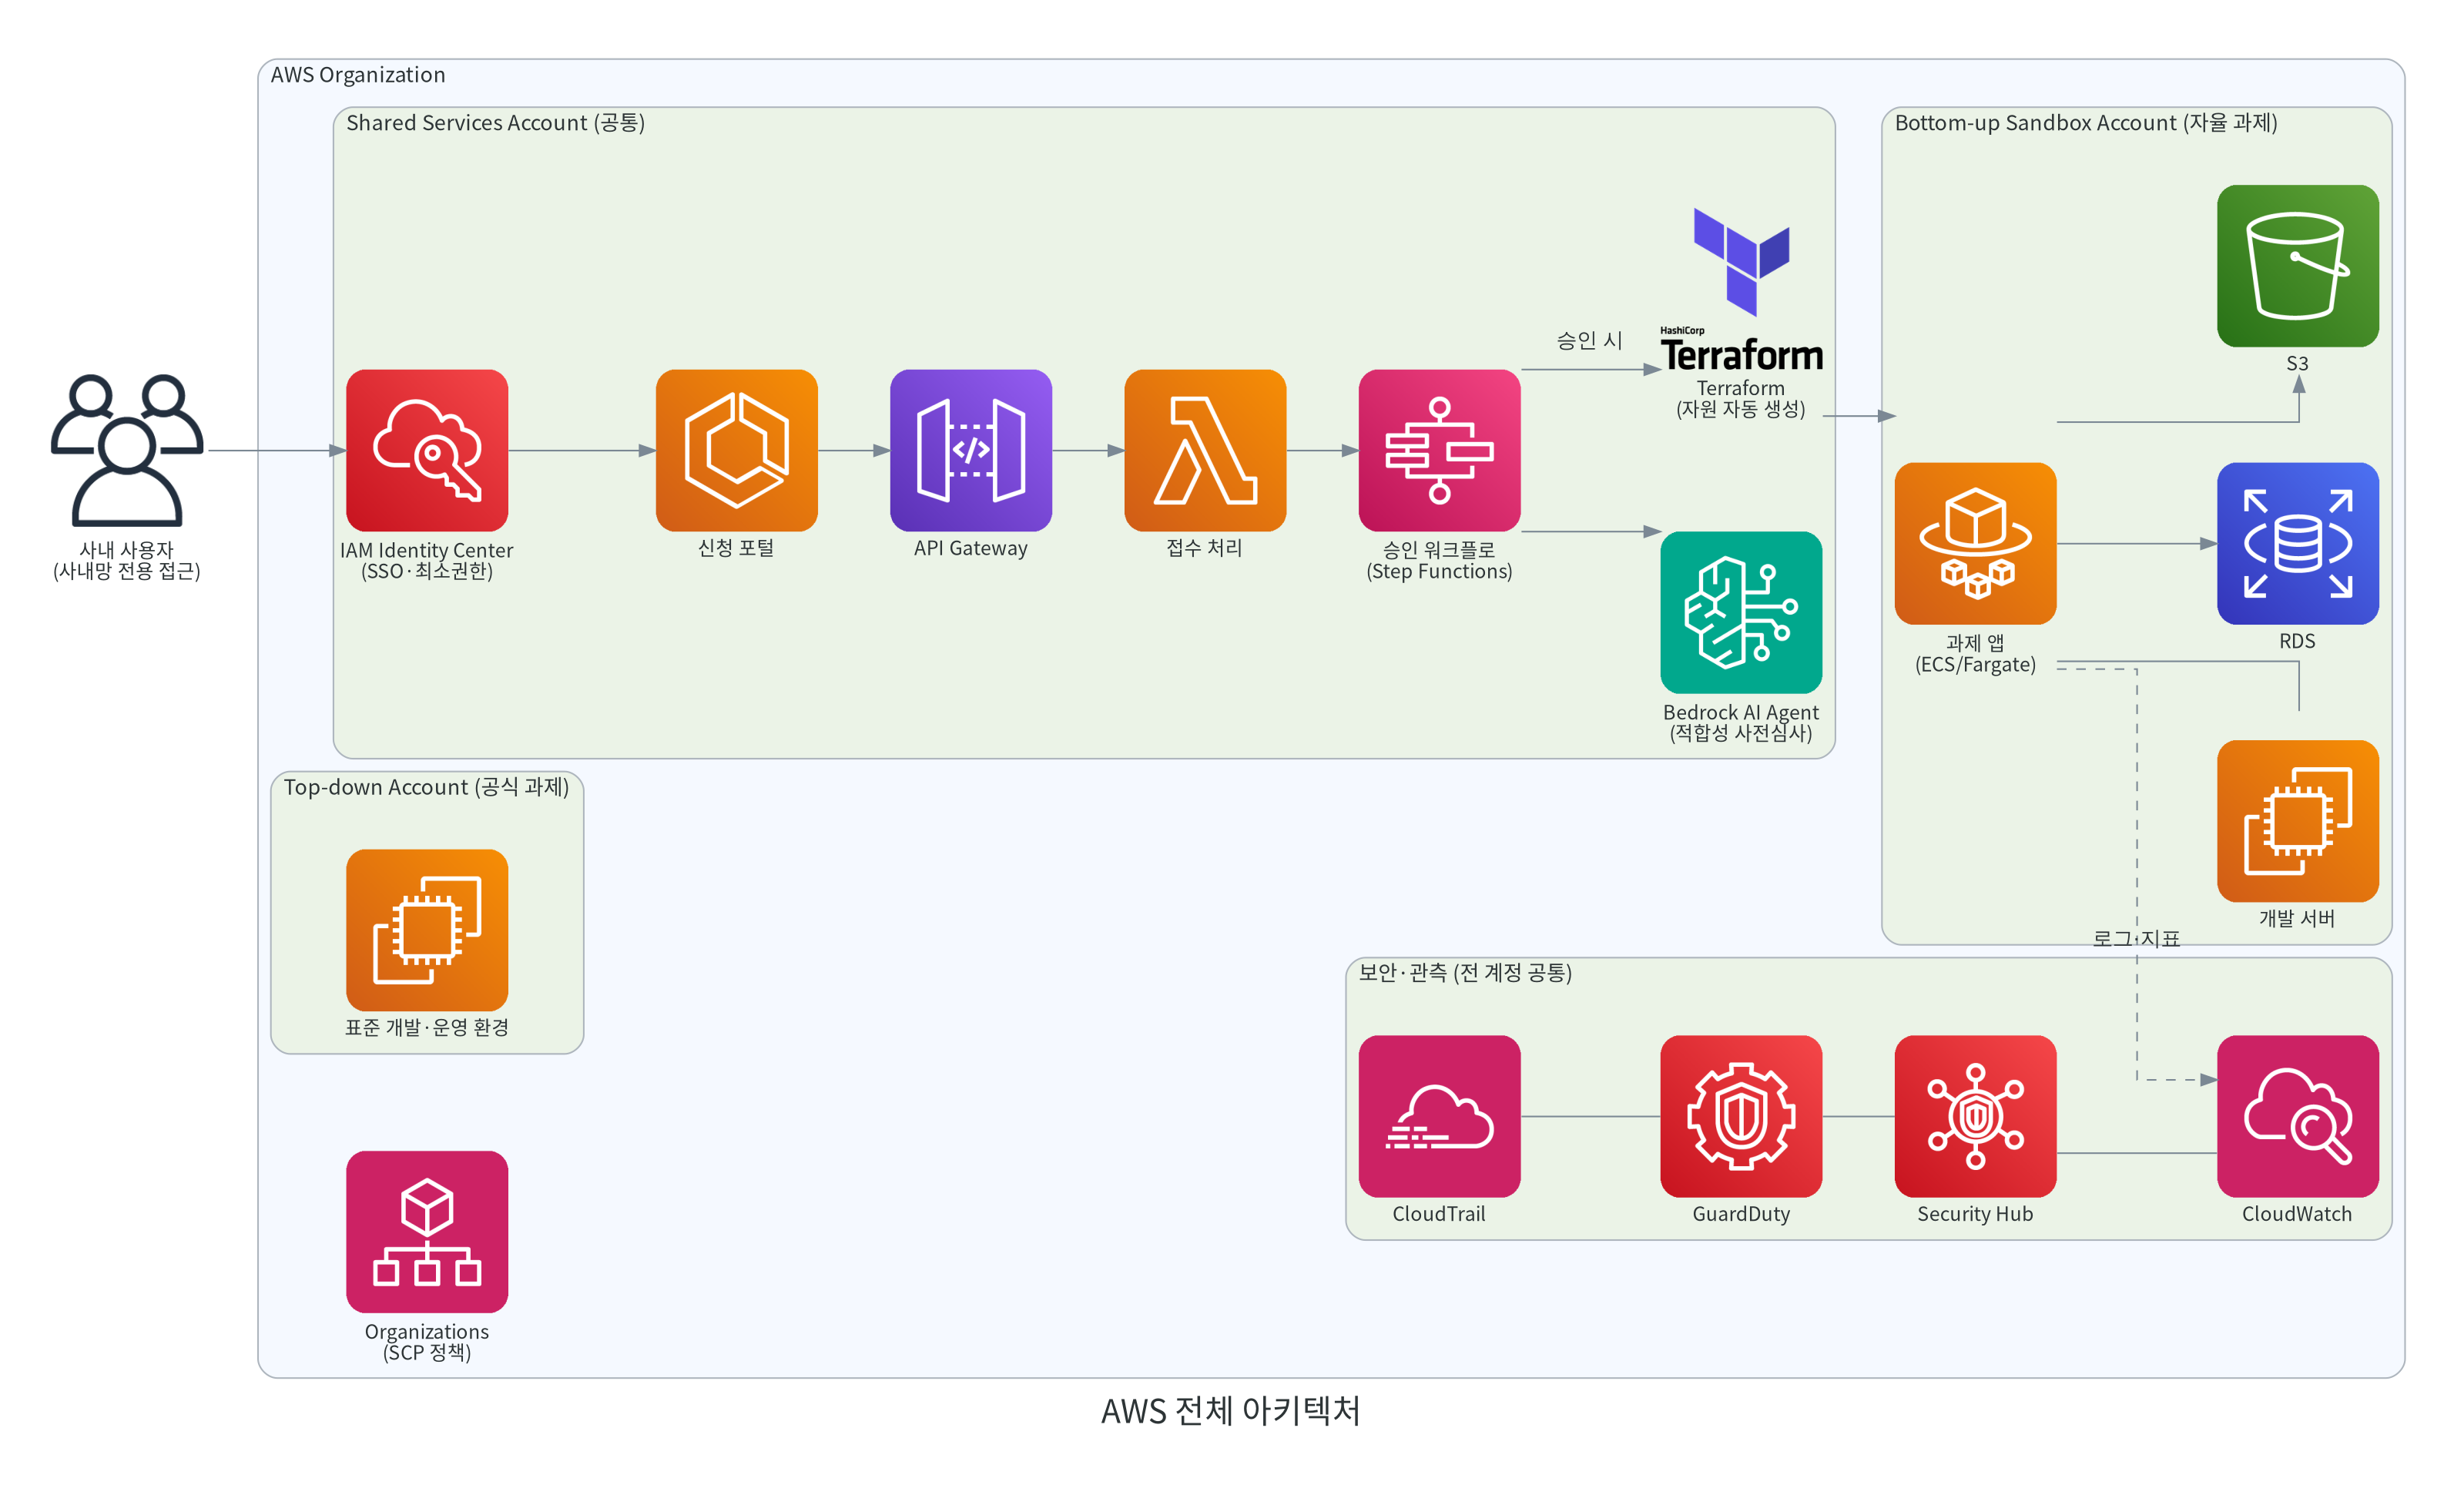 AWS Organization
Shared Services Account (공통)
Bottom-up Sandbox Account (자율 과제)
S3
승인 시
HashiCorp
Terraform
Terraform
(자원 자동 생성)
사내 사용자
(사내망 전용 접근)
IAM Identity Center
(SSO·최소권한)
신청 포털
API Gateway
접수 처리
승인 워크플로
(Step Functions)
Bedrock AI Agent
(적합성 사전심사)
과제 앱
(ECS/Fargate)
RDS
개발 서버
로그·지표
Top-down Account (공식 과제)
표준 개발·운영 환경
보안·관측 (전 계정 공통)
CloudTrail
GuardDuty
Security Hub
CloudWatch
Organizations
(SCP 정책)
AWS 전체 아키텍처